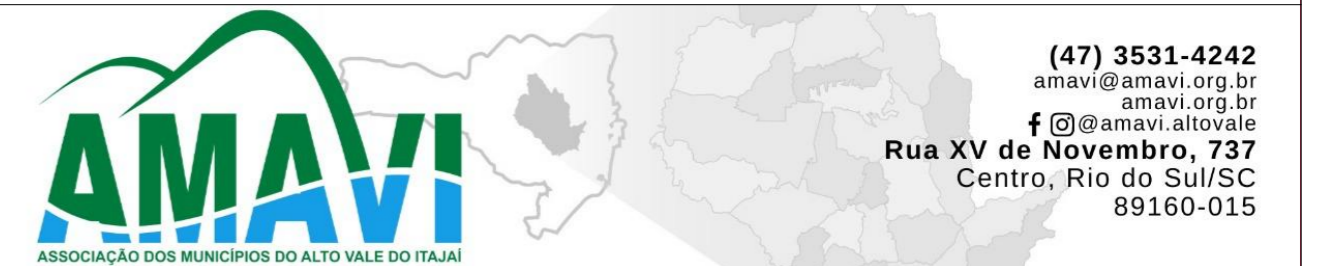 AMAVI
ASSOCIAÇÃO DOS MUNICÍPIOS DO ALTO VALE DO ITAJAÍ
(47) 3531-4242
amavi@amavi.org.br
amavi.org.br
@amavi.altovale
Rua XV de Novembro, 737
Centro, Rio do Sul/SC
89160-015